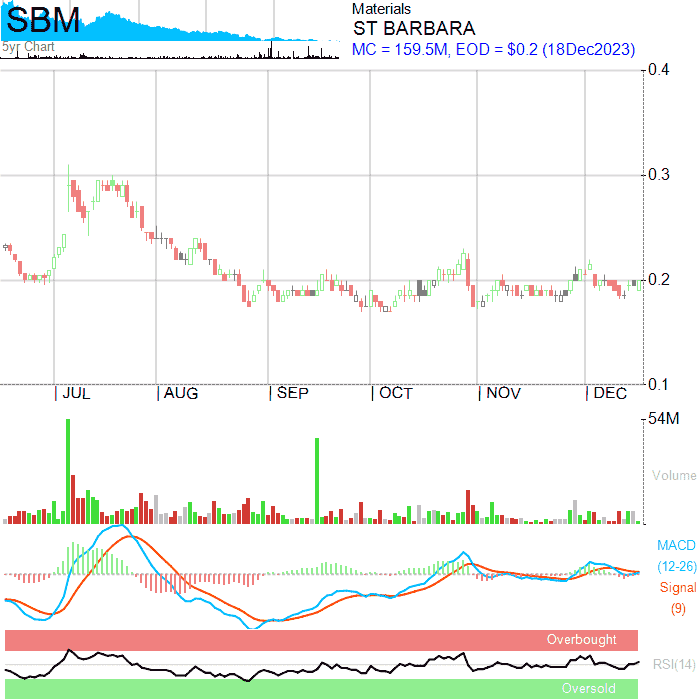 SBM
5yr Chart
Materials
ST BARBARA
MC = 159.5M, EOD = $0.2 (18Dec2023)
0.4
0.3
0.2
0.1
JUL AUG SEP OCT NOV DEC
54M
Volume
MACD
(12-26)
Signal
(9)
Overbought
RSI(14)
Oversold